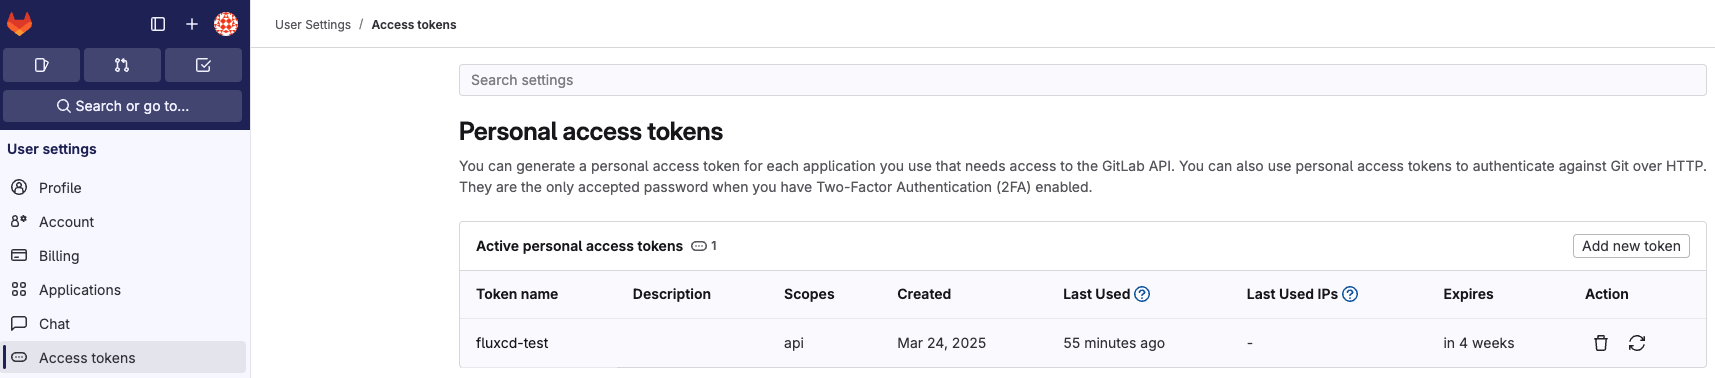 User Settings / Access tokens
Search or go to...
User settings
Profile
Account
Billing
Applications
Chat
Access tokens
Search settings
Personal access tokens
You can generate a personal access token for each application you use that needs access to the GitLab API. You can also use personal access tokens to authenticate against Git over HTTP.
They are the only accepted password when you have Two-Factor Authentication (2FA) enabled.
Active personal access tokens 1
Add new token
Token name Description Scopes Created Last Used ? Last Used IPs ? Expires Action
fluxcd-test api Mar 24, 2025 55 minutes ago - in 4 weeks